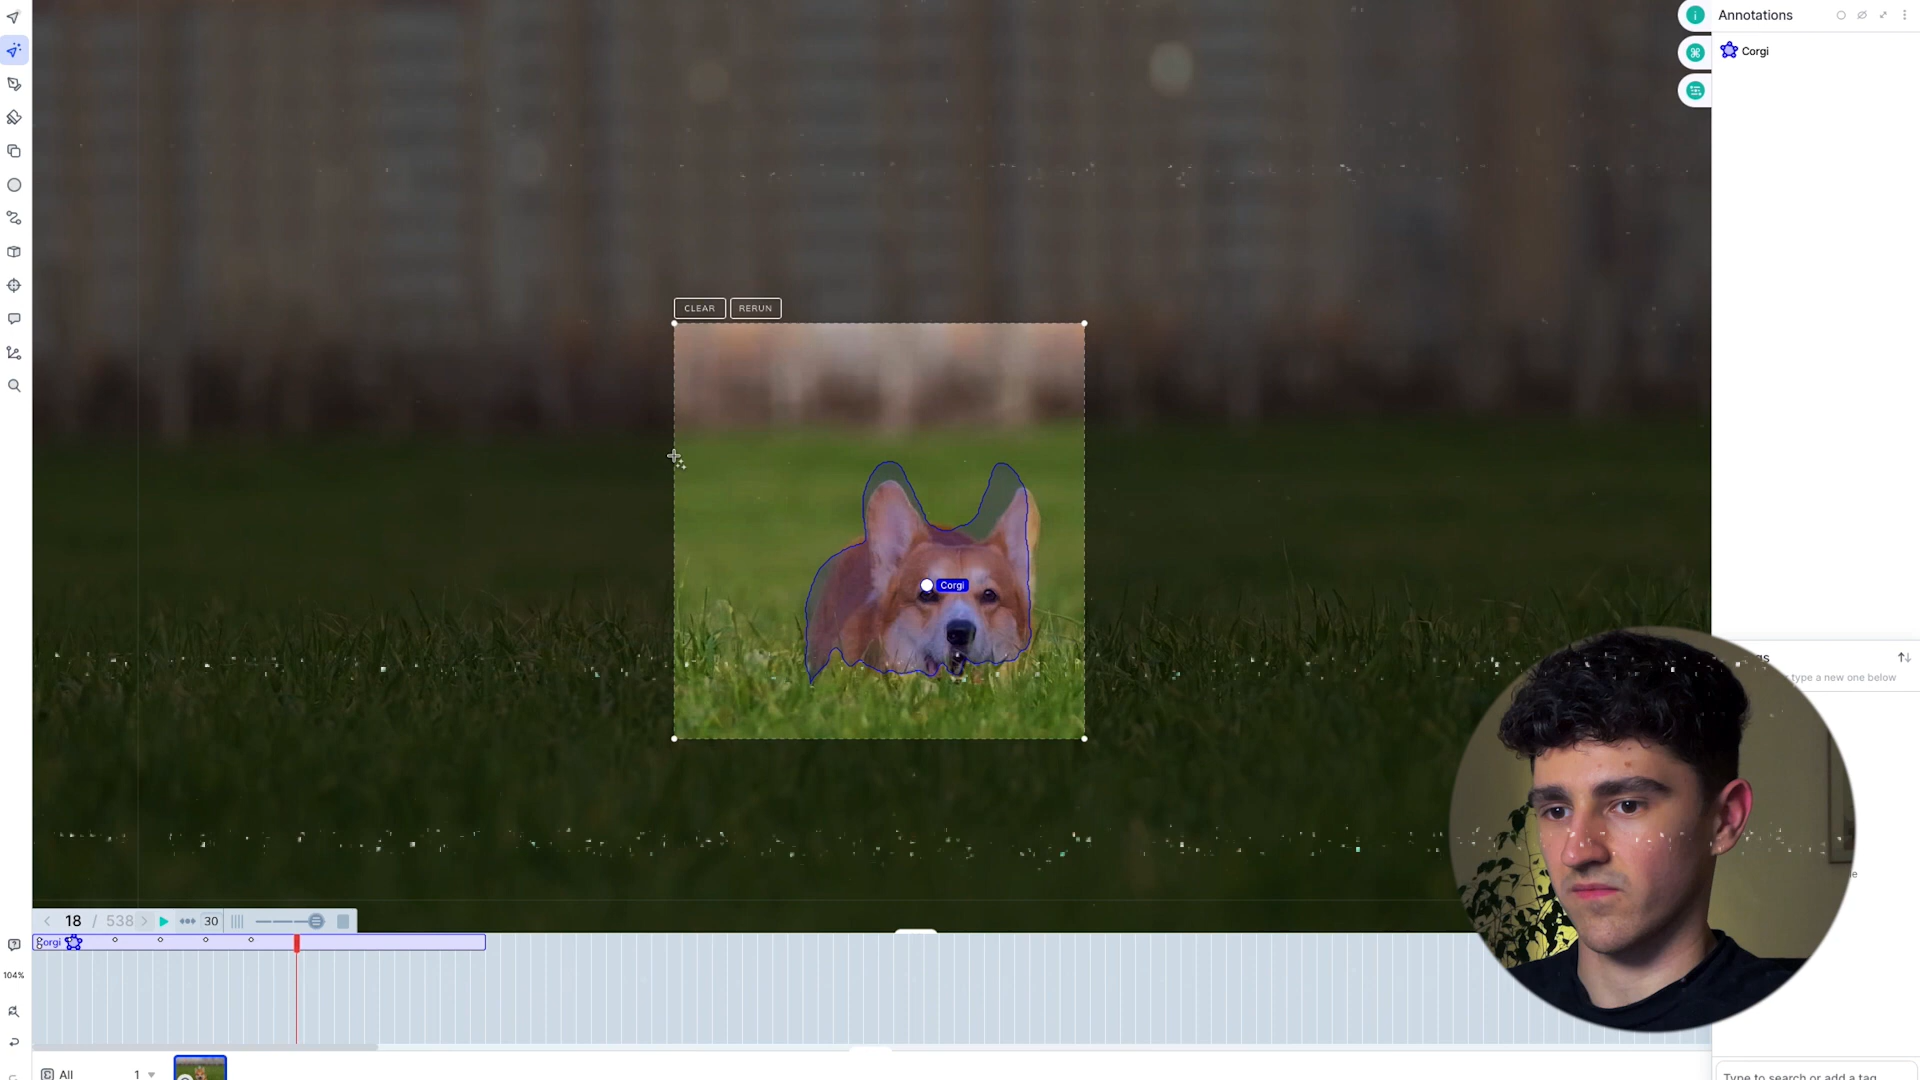 Annotations
Corgi
CLEAR
RERUN
Corgi
gs
type a new one below
18 / 538
30
Corgi
104%
All
1
Type to search or add a tag